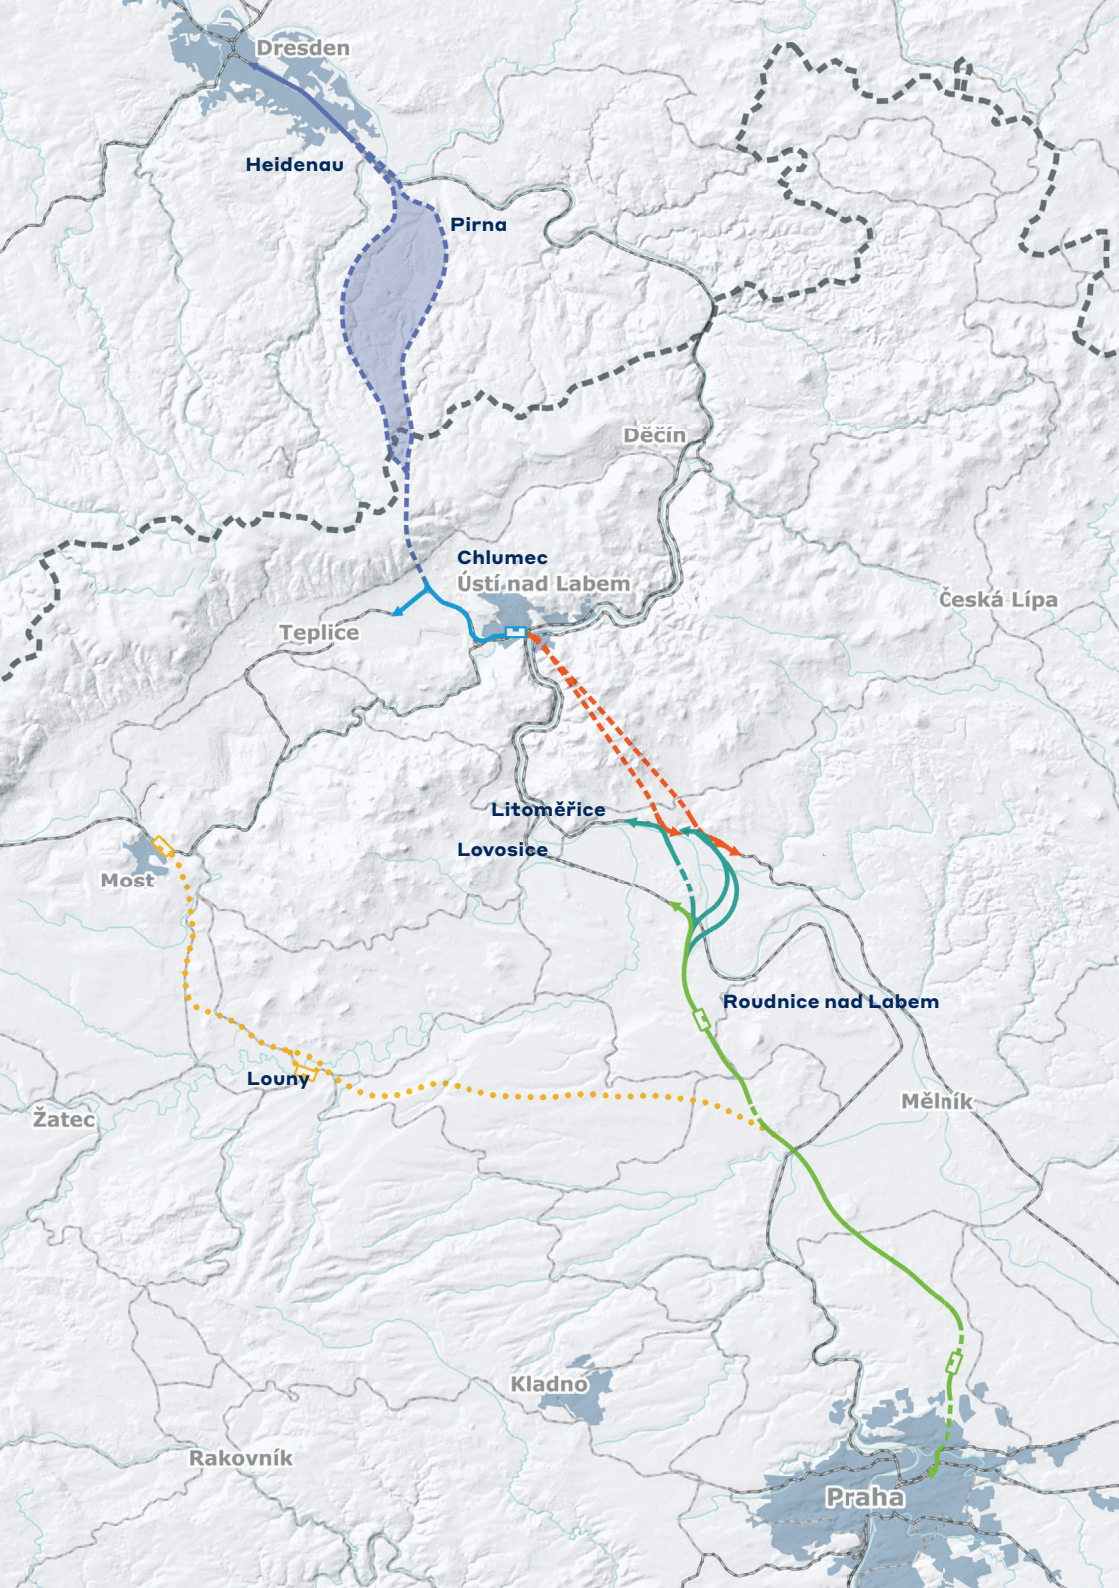 Dresden
Heidenau
Pirna
Děčín
Chlumec
Ústí nad Labem
Česká Lípa
Teplice
Litoměřice
Lovosice
Most
Roudnice nad Labem
Louny
Mělník
Žatec
Kladno
Rakovník
Praha